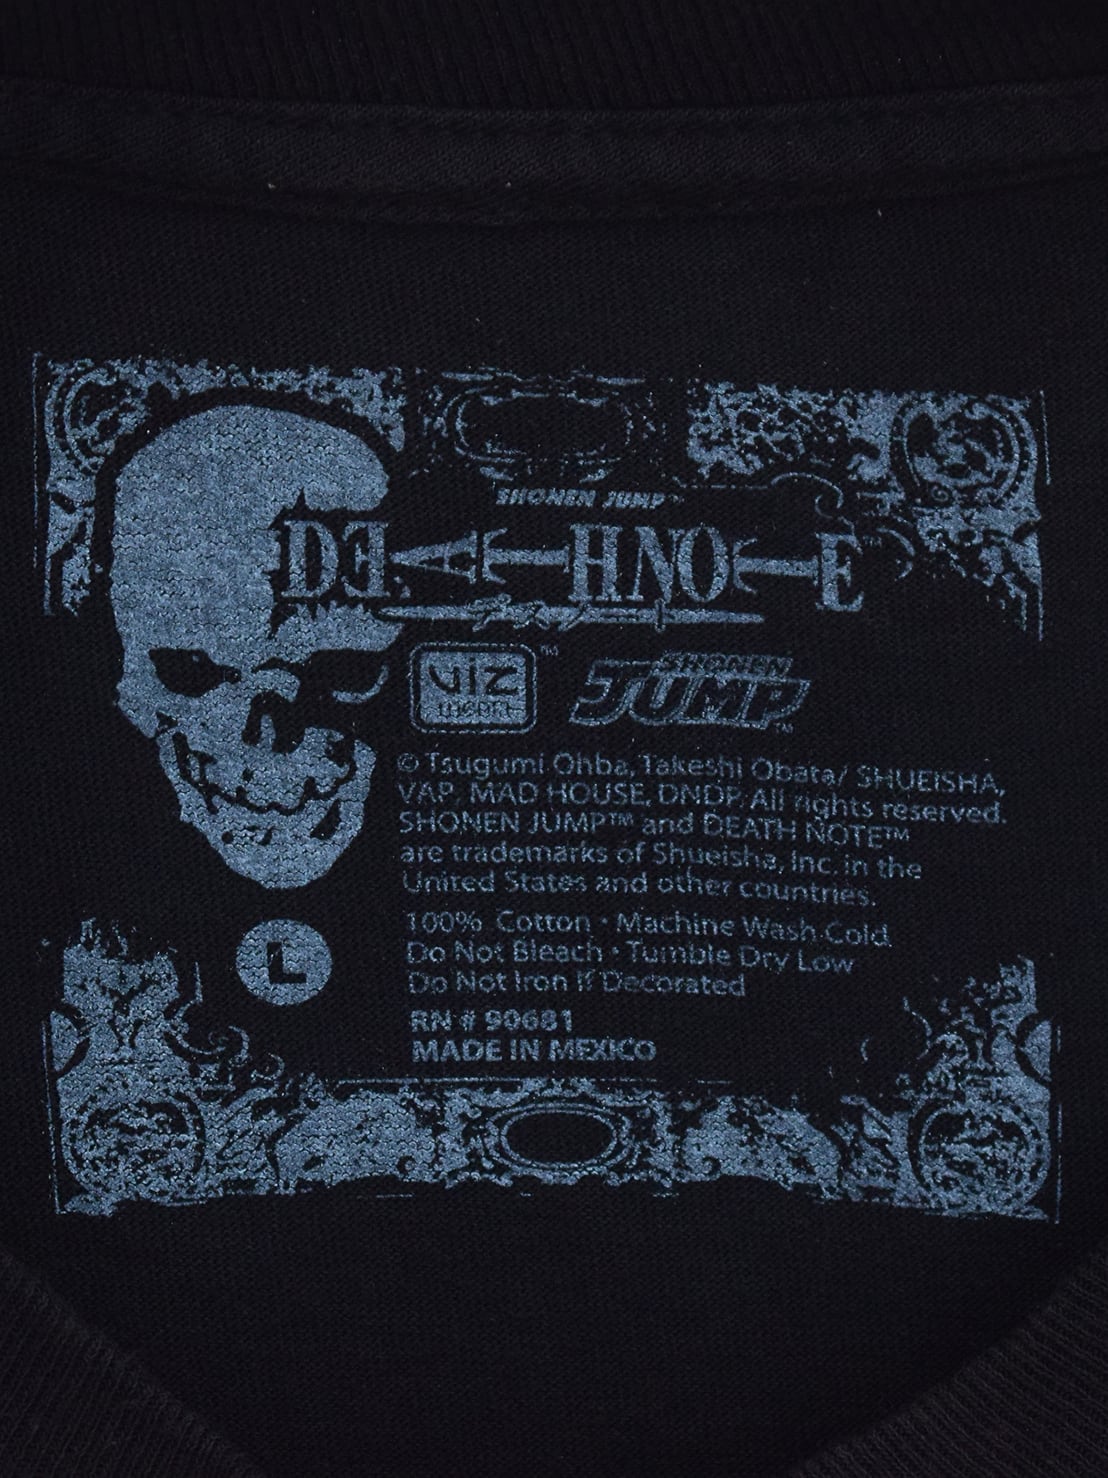 SHONEN JUMP
DEATH NOTE
VIZ
MEDIA
TM
SHONEN
JUMP
TM
© Tsugumi Ohba, Takeshi Obata/ SHUEISHA,
VAP, MAD HOUSE, DNDP. All rights reserved.
SHONEN JUMP™ and DEATH NOTE™
are trademarks of Shueisha, Inc. in the
United States and other countries.
L
100% Cotton • Machine Wash Cold
Do Not Bleach • Tumble Dry Low
Do Not Iron If Decorated
RN # 90681
MADE IN MEXICO